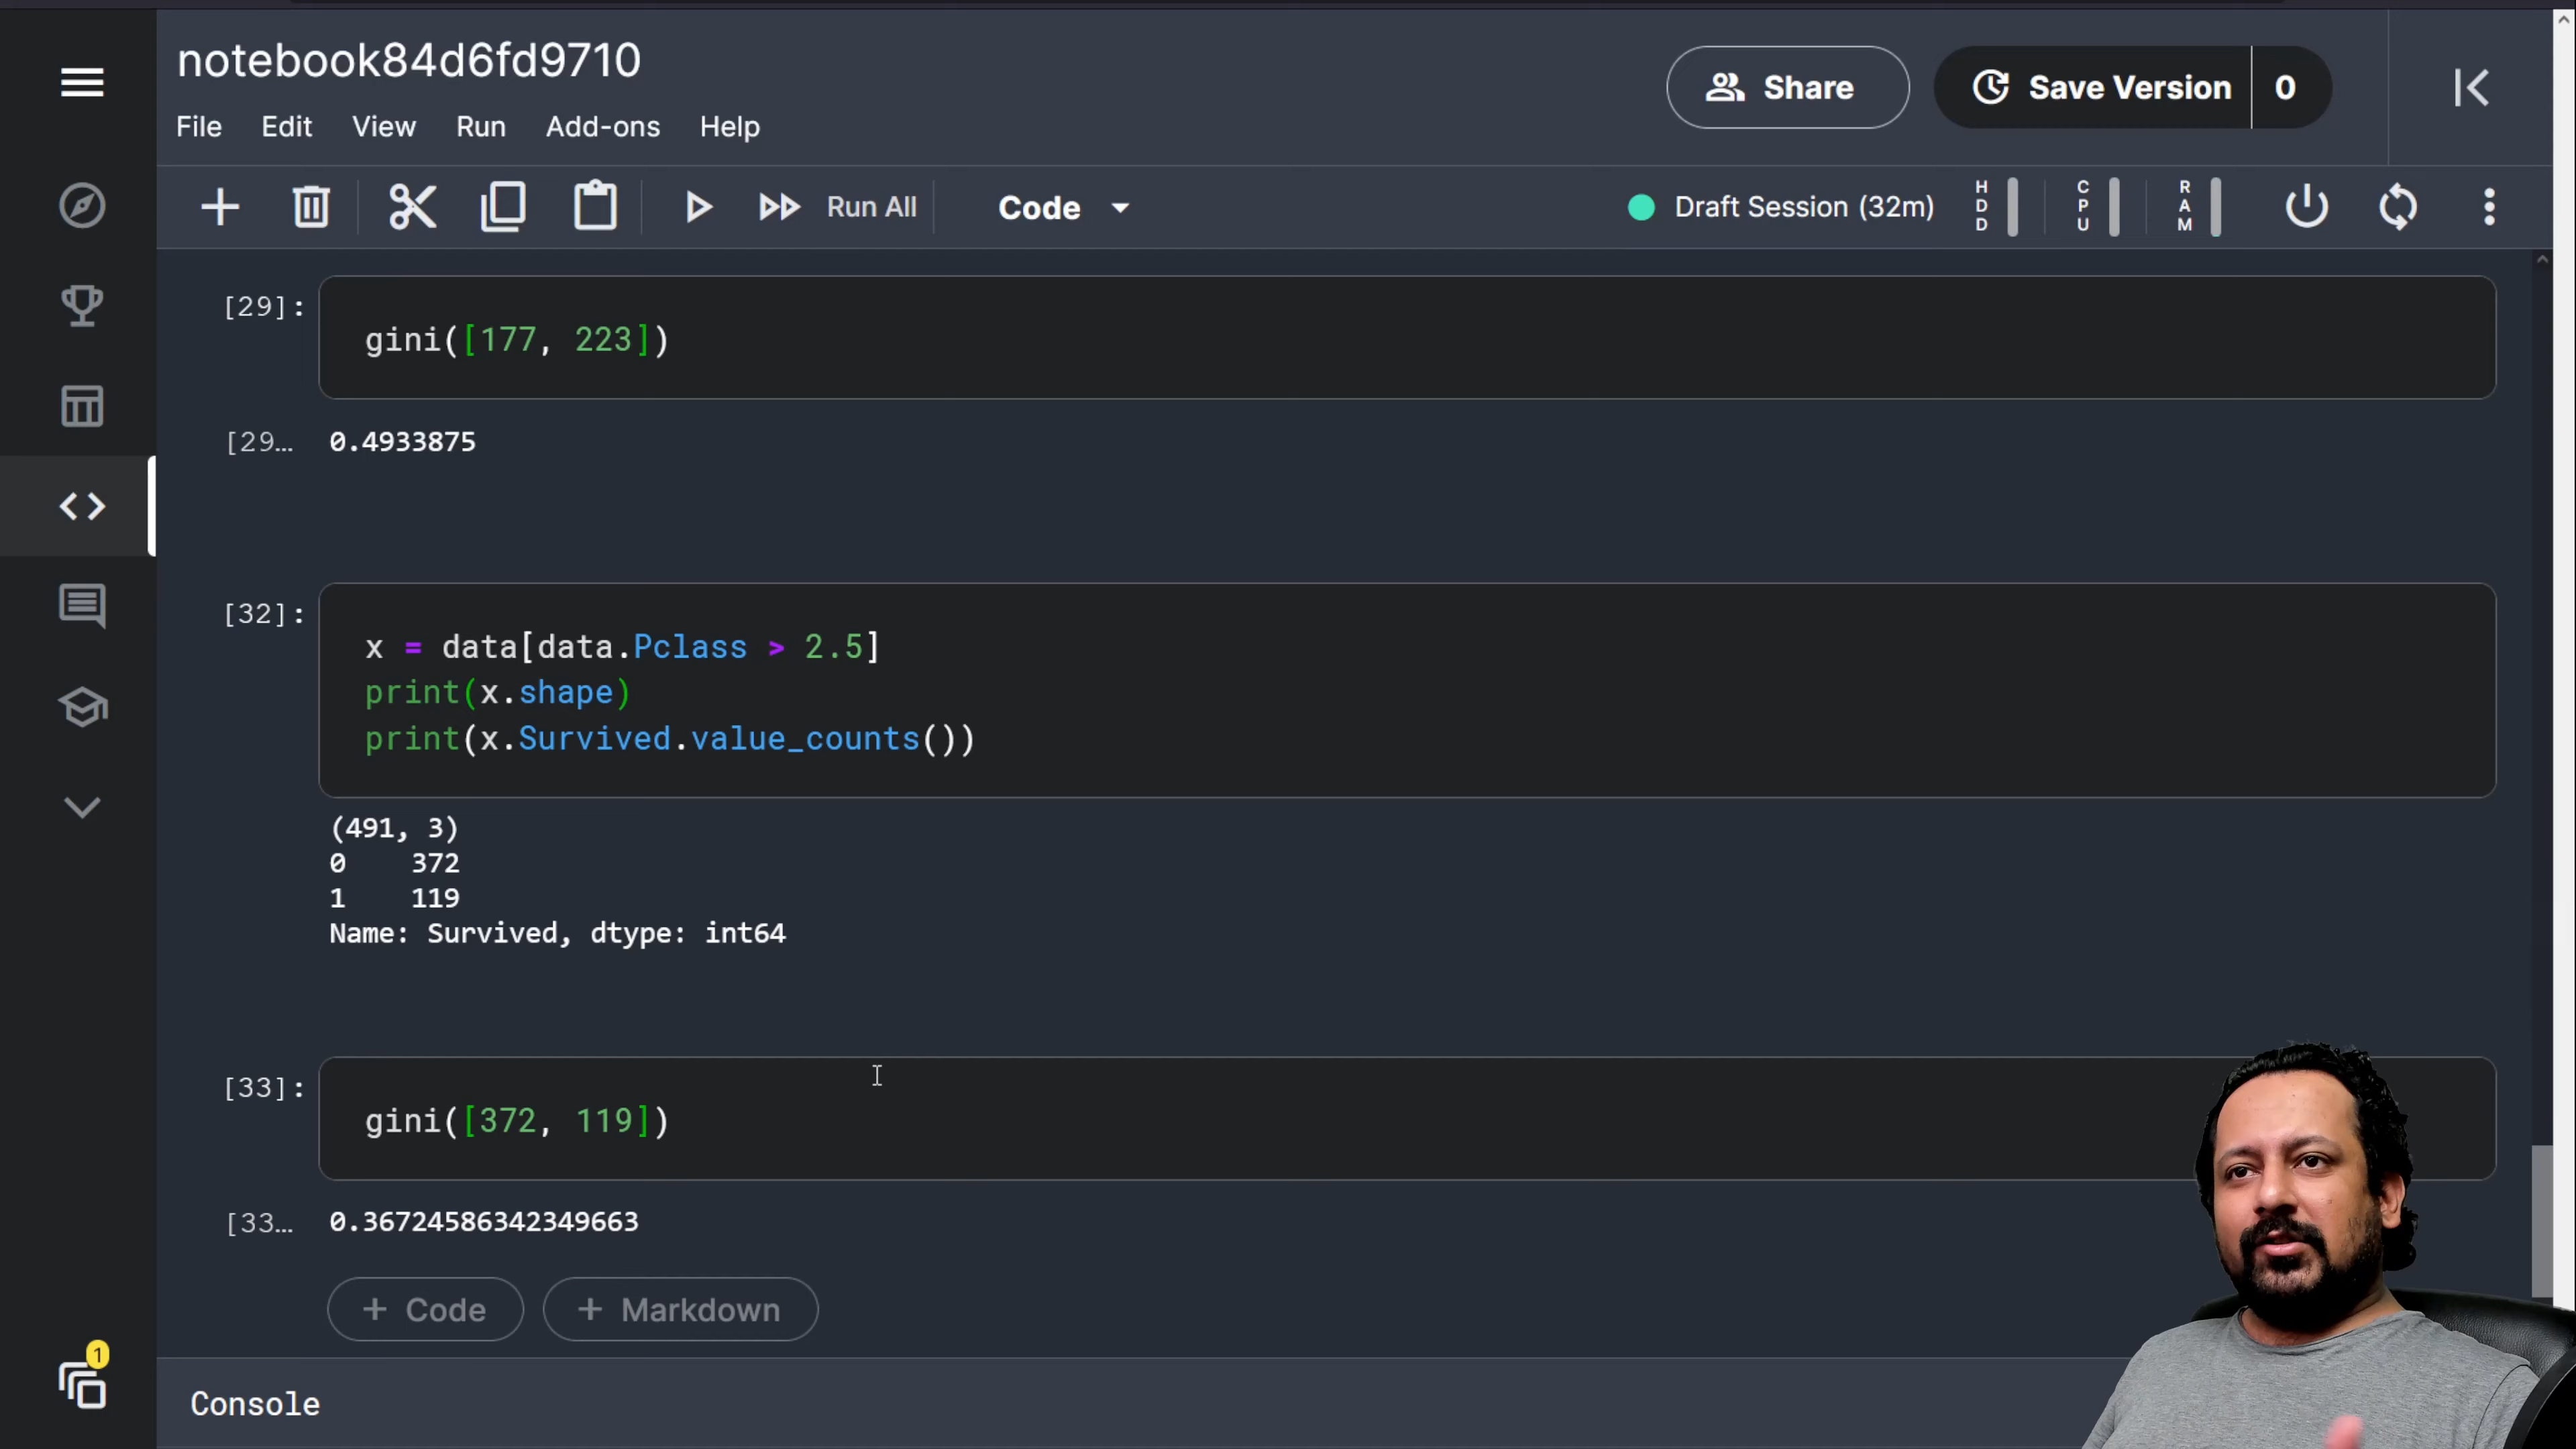 notebook84d6fd9710
Share
Save Version 0
File Edit View Run Add-ons Help
Run All
Code
Draft Session (32m)
HDD
CPU
RAM
[29]:
gini([177, 223])
[29… 0.4933875
[32]:
x = data[data.Pclass > 2.5]
print(x.shape)
print(x.Survived.value_counts())
(491, 3)
0 372
1 119
Name: Survived, dtype: int64
[33]:
gini([372, 119])
[33… 0.36724586342349663
+ Code + Markdown
1
Console